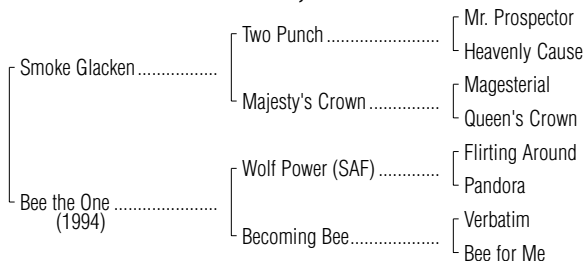 Mr. Prospector
Two Punch ..........................
Heavenly Cause
Smoke Glacken ..................
Magesterial
Majesty's Crown ................
Queen's Crown
Flirting Around
Wolf Power (SAF) ..............
Pandora
Bee the One .......................
(1994)
Verbatim
Becoming Bee....................
Bee for Me